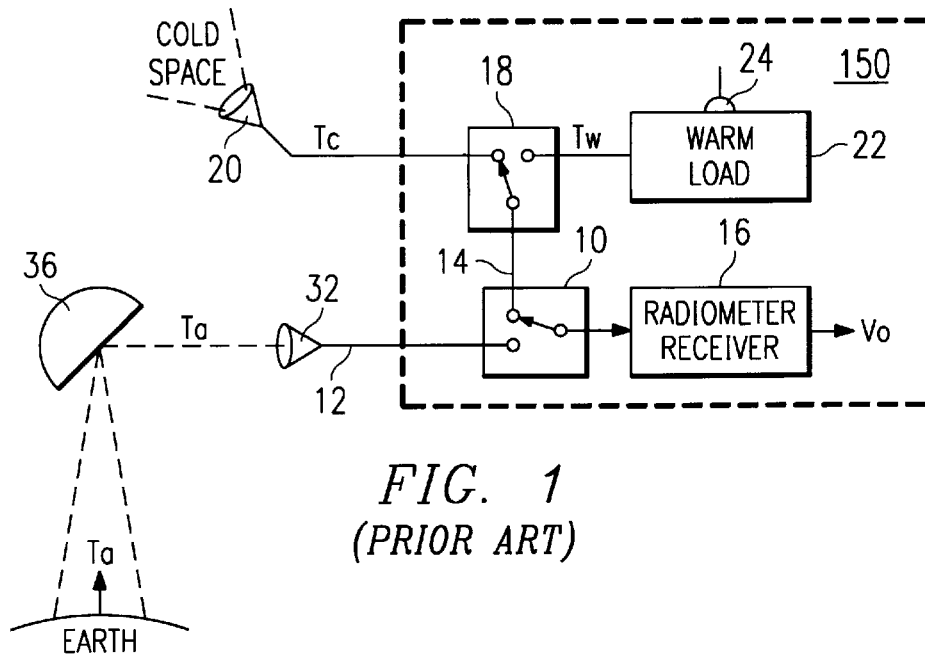 COLD
SPACE
20
Tc
18
Tw
24
150
WARM
LOAD
22
14
10
16
36
Ta
32
12
RADIOMETER
RECEIVER
Vo
FIG. 1
(PRIOR ART)
Ta
EARTH